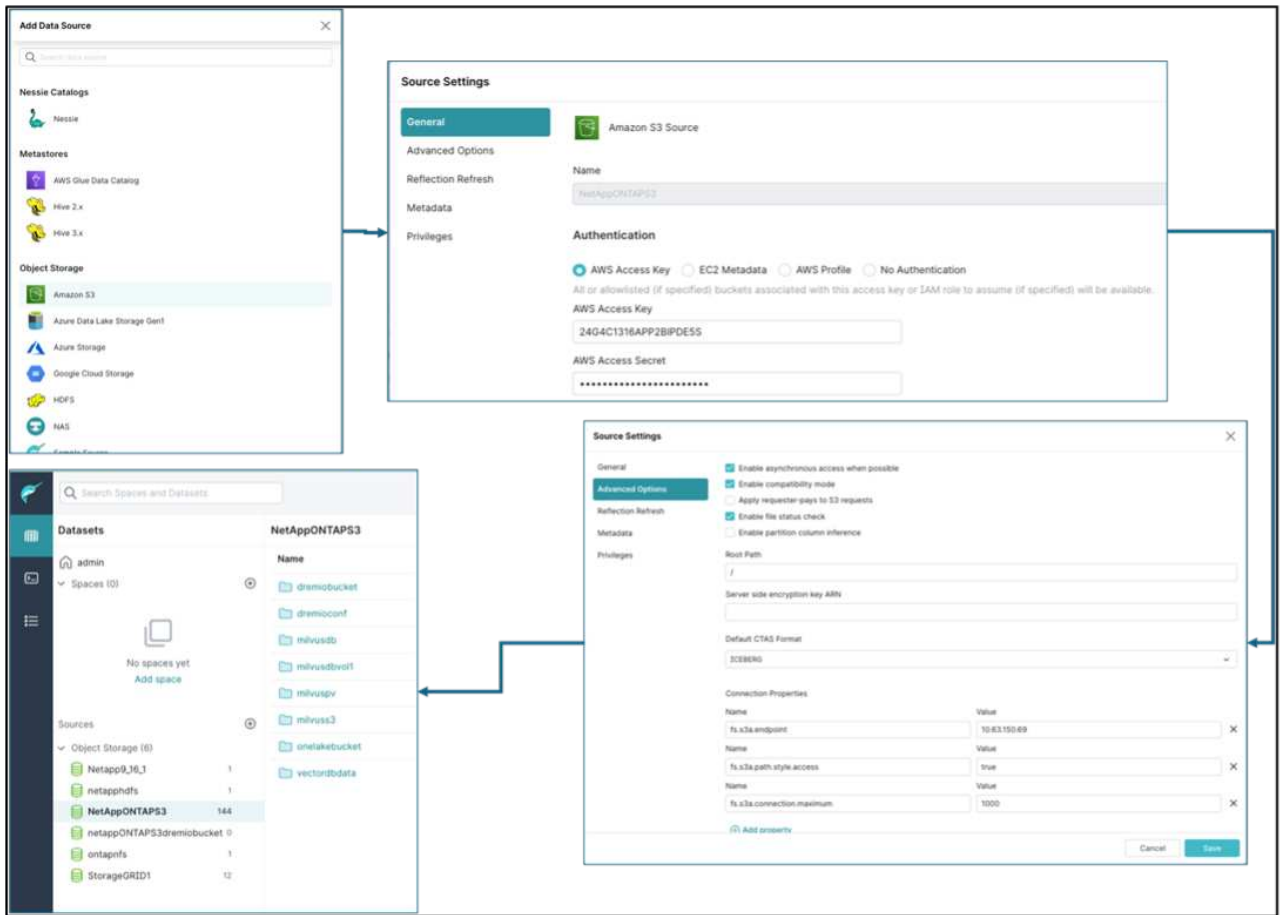 Add Data Source
Search data source
Nessie Catalogs
Nessie
Metastores
AWS Glue Data Catalog
Hive 2.x
Hive 3.x
Object Storage
Amazon S3
Azure Data Lake Storage Gen1
Azure Storage
Google Cloud Storage
HDFS
NAS
Sample Source
Source Settings
General
Advanced Options
Reflection Refresh
Metadata
Privileges
Amazon S3 Source
Name
NetAppONTAPS3
Authentication
AWS Access Key EC2 Metadata AWS Profile No Authentication
All or allowlisted (if specified) buckets associated with this access key or IAM role to assume (if specified) will be available.
AWS Access Key
24G4C1316APP2BIPDE5S
AWS Access Secret
Source Settings
General
Advanced Options
Reflection Refresh
Metadata
Privileges
Enable asynchronous access when possible
Enable compatibility mode
Apply requester-pays to S3 requests
Enable file status check
Enable partition column inference
Root Path
/
Server side encryption key ARN
Default CTAS Format
ICEBERG
Connection Properties
Name Value
fs.s3a.endpoint 10.63.150.69
Name Value
fs.s3a.path.style.access true
Name Value
fs.s3a.connection.maximum 1000
Add property
Cancel Save
Search Spaces and Datasets
Datasets
admin
Spaces (0)
No spaces yet
Add space
Sources
Object Storage (6)
Netapp9_16_1 1
netapphdfs 1
NetAppONTAPS3 144
netappONTAPS3dremiobucket 0
ontapnfs 1
StorageGRID1 12
NetAppONTAPS3
Name
dremiobucket
dremioconf
milvusdb
milvusdbvol1
milvuspv
milvuss3
onelakebucket
vectordbdata